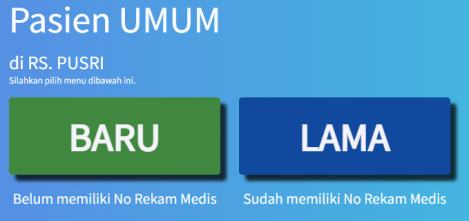 Pasien UMUM
di RS. PUSRI
Silahkan pilih menu dibawah ini.
BARU
LAMA
Belum memiliki No Rekam Medis
Sudah memiliki No Rekam Medis